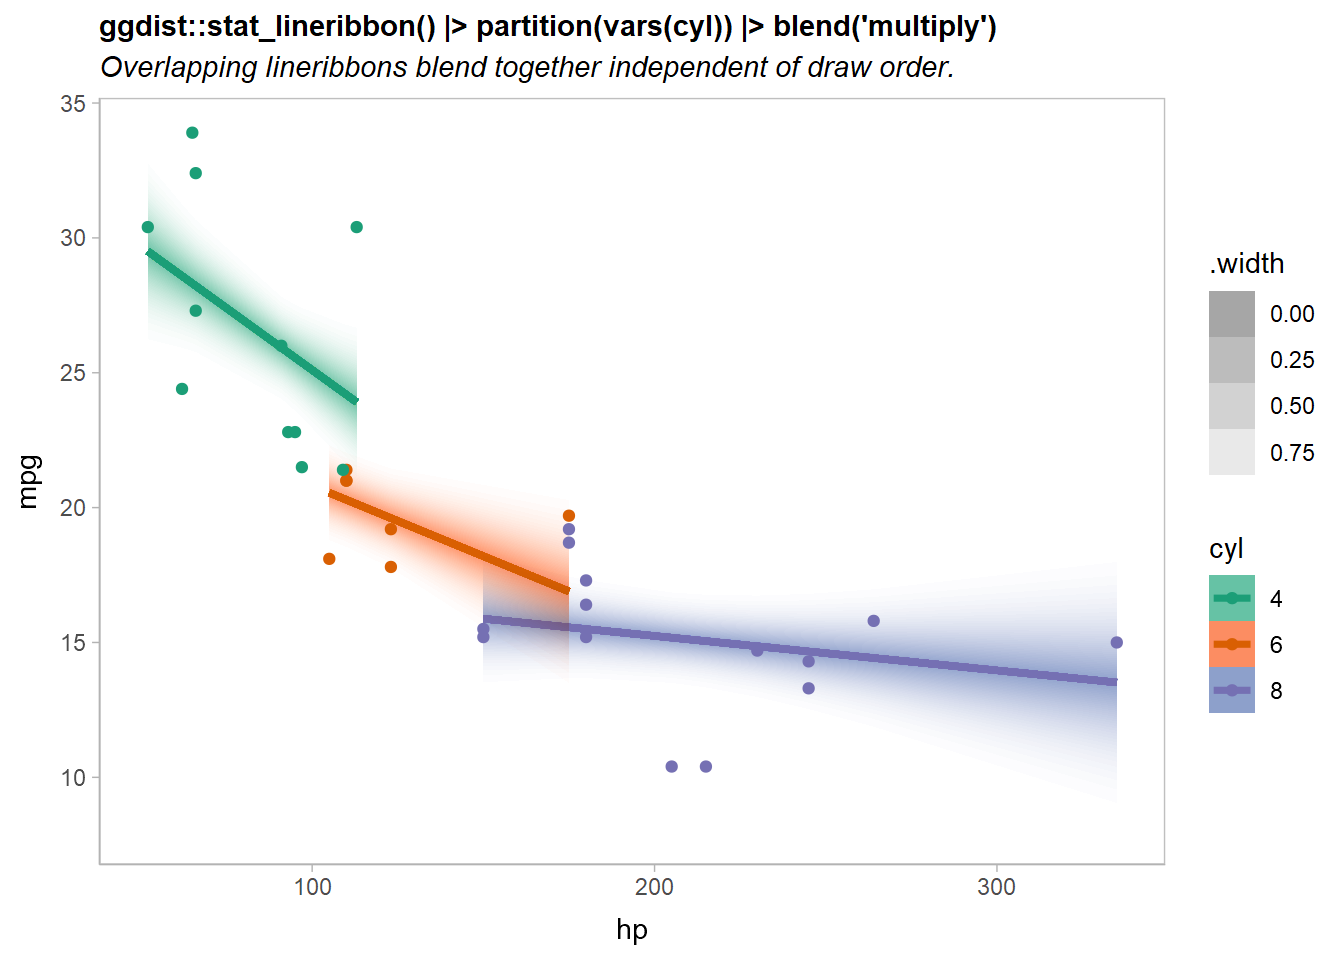 ggdist::stat_lineribbon() |> partition(vars(cyl)) |> blend('multiply')
Overlapping lineribbons blend together independent of draw order.
35
30
25
20
15
10
mpg
100
200
300
hp
.width
0.00
0.25
0.50
0.75
cyl
4
6
8